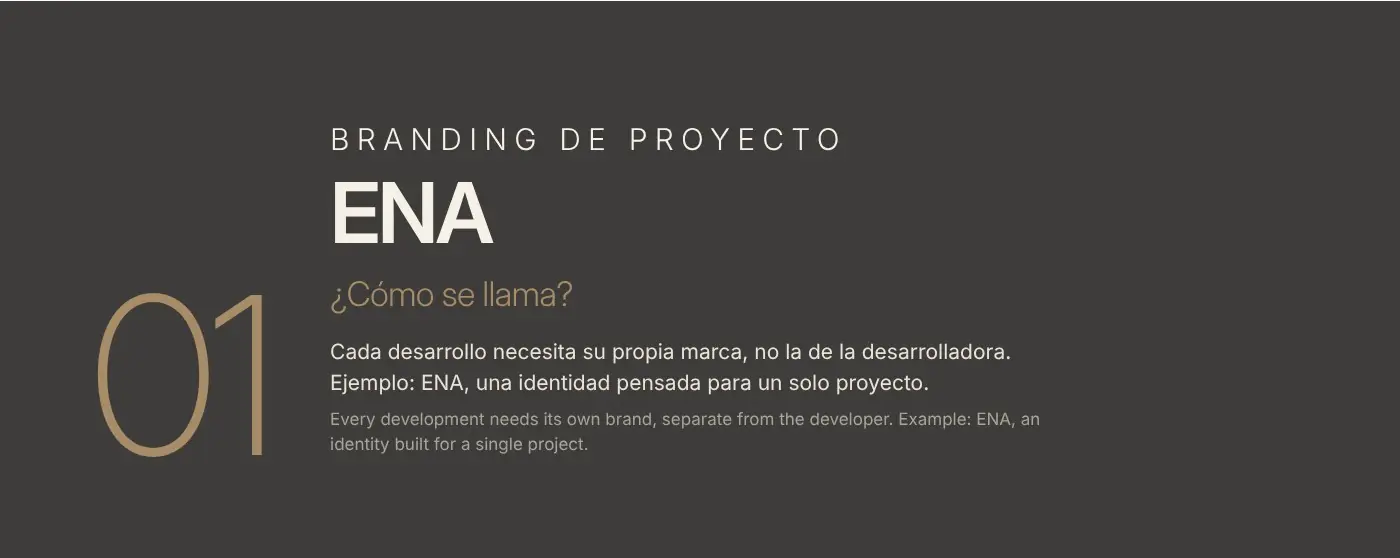 BRANDING DE PROYECTO
ENA
01
¿Cómo se llama?
Cada desarrollo necesita su propia marca, no la de la desarrolladora.
Ejemplo: ENA, una identidad pensada para un solo proyecto.
Every development needs its own brand, separate from the developer. Example: ENA, an
identity built for a single project.